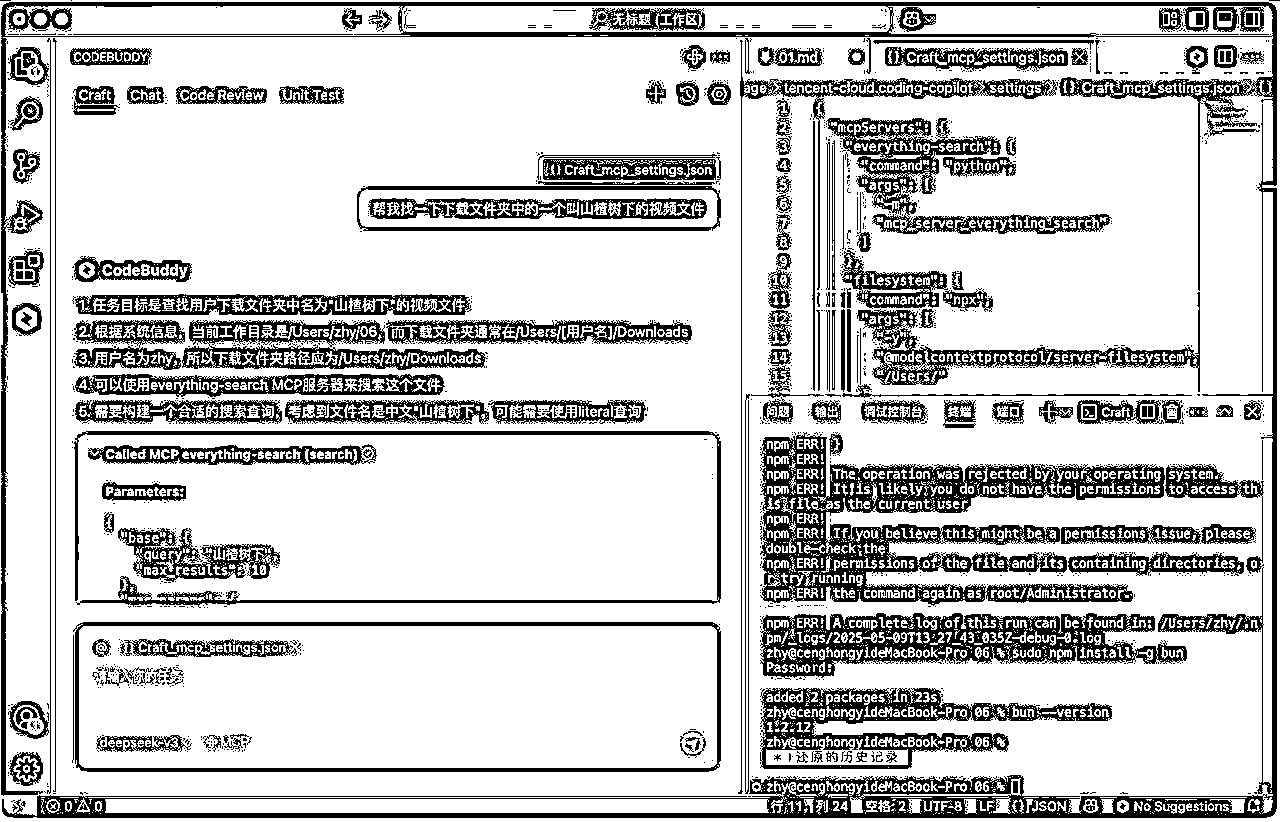 无标题 (工作区)
CODEBUDDY
Craft Chat Code Review Unit Test
{} Craft_mcp_settings.json
帮我找一下下载文件夹中的一个叫山楂树下的视频文件
CodeBuddy
1. 任务目标是查找用户下载文件夹中名为"山楂树下"的视频文件
2. 根据系统信息，当前工作目录是/Users/zhy/06，而下载文件夹通常在/Users/[用户名]/Downloads
3. 用户名为zhy，所以下载文件夹路径应为/Users/zhy/Downloads
4. 可以使用everything-search MCP服务器来搜索这个文件
5. 需要构建一个合适的搜索查询，考虑到文件名是中文"山楂树下"，可能需要使用literal查询
Called MCP everything-search (search)
Parameters:
{
"base": {
"query": "山楂树下",
"max_results": 10
},
{} Craft_mcp_settings.json ×
请输入你的任务
deepseek-v3 MCP
01.md {} Craft_mcp_settings.json ×
age > tencent-cloud.coding-copilot > settings > {} Craft_mcp_settings.json >
1 {
2 "mcpServers": {
3 "everything-search": {
4 "command": "python",
5 "args": [
6 "-m",
7 "mcp_server_everything_search"
8 ]
9 },
10 "filesystem": {
11 "command": "npx",
12 "args": [
13 "-y",
14 "@modelcontextprotocol/server-filesystem",
15 "/Users/"
问题 输出 调试控制台 终端 端口 Craft
npm ERR! }
npm ERR!
npm ERR! The operation was rejected by your operating system.
npm ERR! It is likely you do not have the permissions to access th
is file as the current user
npm ERR!
npm ERR! If you believe this might be a permissions issue, please
double-check the
npm ERR! permissions of the file and its containing directories, o
r try running
npm ERR! the command again as root/Administrator.
npm ERR! A complete log of this run can be found in: /Users/zhy/.n
pm/_logs/2025-05-09T13_27_43_035Z-debug-0.log
zhy@cenghongyideMacBook-Pro 06 % sudo npm install -g bun
Password:
added 2 packages in 23s
zhy@cenghongyideMacBook-Pro 06 % bun --version
1.2.12
zhy@cenghongyideMacBook-Pro 06 %
* 还原的历史记录
zhy@cenghongyideMacBook-Pro 06 %
0 0 行 11, 列 24 空格: 2 UTF-8 LF {} JSON No Suggestions